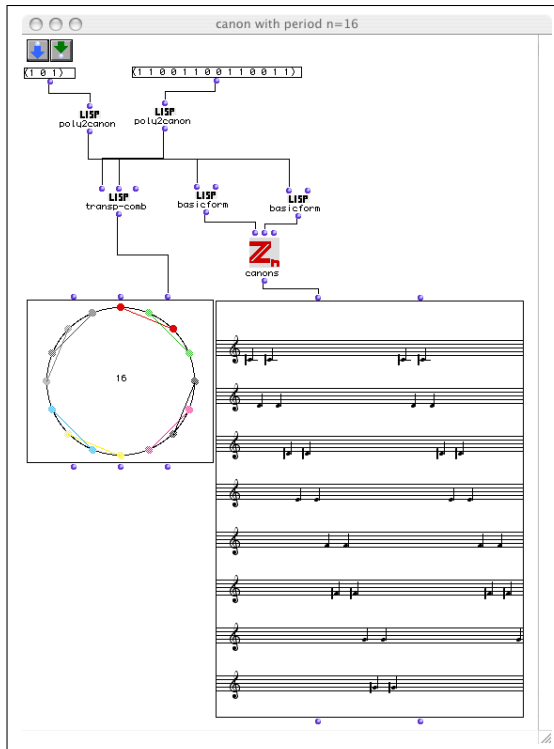 canon with period n=16
(1 0 1)
(1 1 0 0 1 1 0 0 1 1 0 0 1 1)
LISP
poly2canon
LISP
poly2canon
LISP
transp-comb
LISP
basicform
LISP
basicform
Zn
canons
16